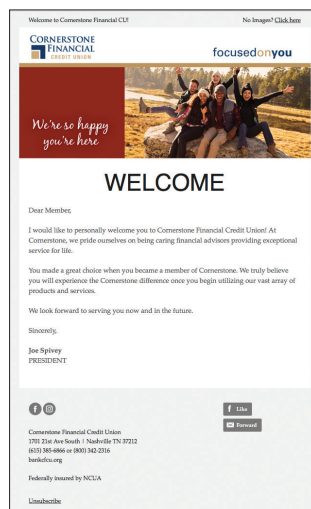 Welcome to Cornerstone Financial CU!
No Images? Click here
CORNERSTONE
FINANCIAL
CREDIT UNION
focusedonyou
We're so happy
you're here
WELCOME
Dear Member,
I would like to personally welcome you to Cornerstone Financial Credit Union! At
Cornerstone, we pride ourselves on being caring financial advisors providing exceptional
service for life.
You made a great choice when you became a member of Cornerstone. We truly believe
you will experience the Cornerstone difference once you begin utilizing our vast array of
products and services.
We look forward to serving you now and in the future.
Sincerely,
Joe Spivey
PRESIDENT
f
f Like
Forward
Cornerstone Financial Credit Union
1701 21st Ave South | Nashville TN 37212
(615) 385-6866 or (800) 342-2316
bankcfcu.org
Federally insured by NCUA
Unsubscribe